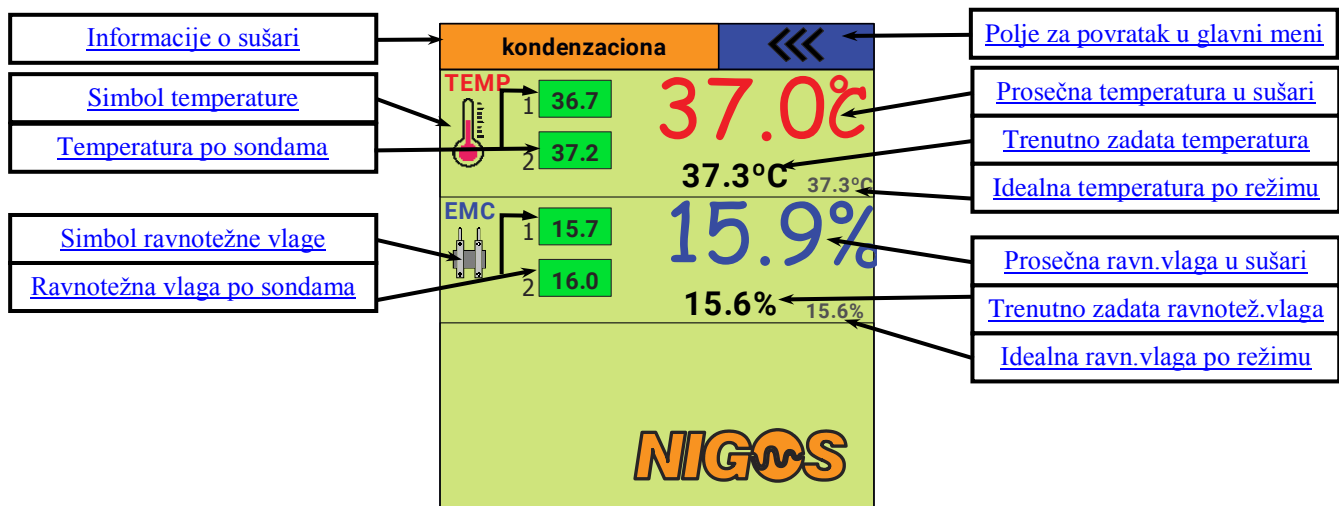 Informacije o sušari
Simbol temperature
Temperatura po sondama
Simbol ravnotežne vlage
Ravnotežna vlaga po sondama
kondenzaciona
TEMP
1 36.7
2 37.2
37.0°C
37.3ºC
37.3ºC
EMC
1 15.7
2 16.0
15.9%
15.6%
15.6%
NIGOS
Polje za povratak u glavni meni
Prosečna temperatura u sušari
Trenutno zadata temperatura
Idealna temperatura po režimu
Prosečna ravn.vlaga u sušari
Trenutno zadata ravnotež.vlaga
Idealna ravn.vlaga po režimu